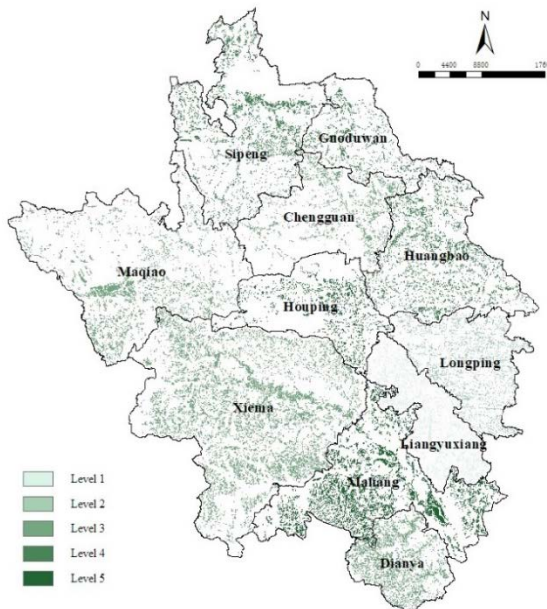 N
0 4400 8800 176
Sipeng
Guoduwan
Chengguan
Huangbao
Maqiao
Houping
Longping
Xiema
Liangyuxiang
Xialiang
Dianya
Level 1
Level 2
Level 3
Level 4
Level 5